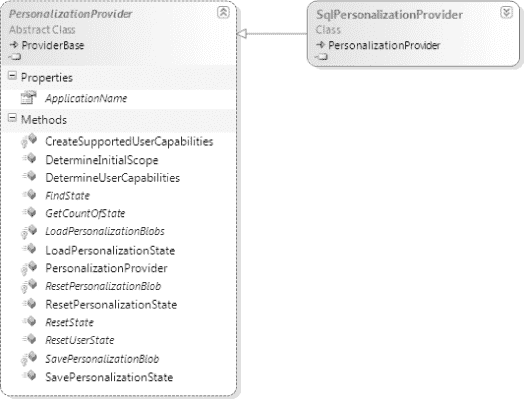 PersonalizationProvider
Abstract Class
ProviderBase
Properties
ApplicationName
Methods
CreateSupportedUserCapabilities
DetermineInitialScope
DetermineUserCapabilities
FindState
GetCountOfState
LoadPersonalizationBlobs
LoadPersonalizationState
PersonalizationProvider
ResetPersonalizationBlob
ResetPersonalizationState
ResetState
ResetUserState
SavePersonalizationBlob
SavePersonalizationState
SqlPersonalizationProvider
Class
PersonalizationProvider